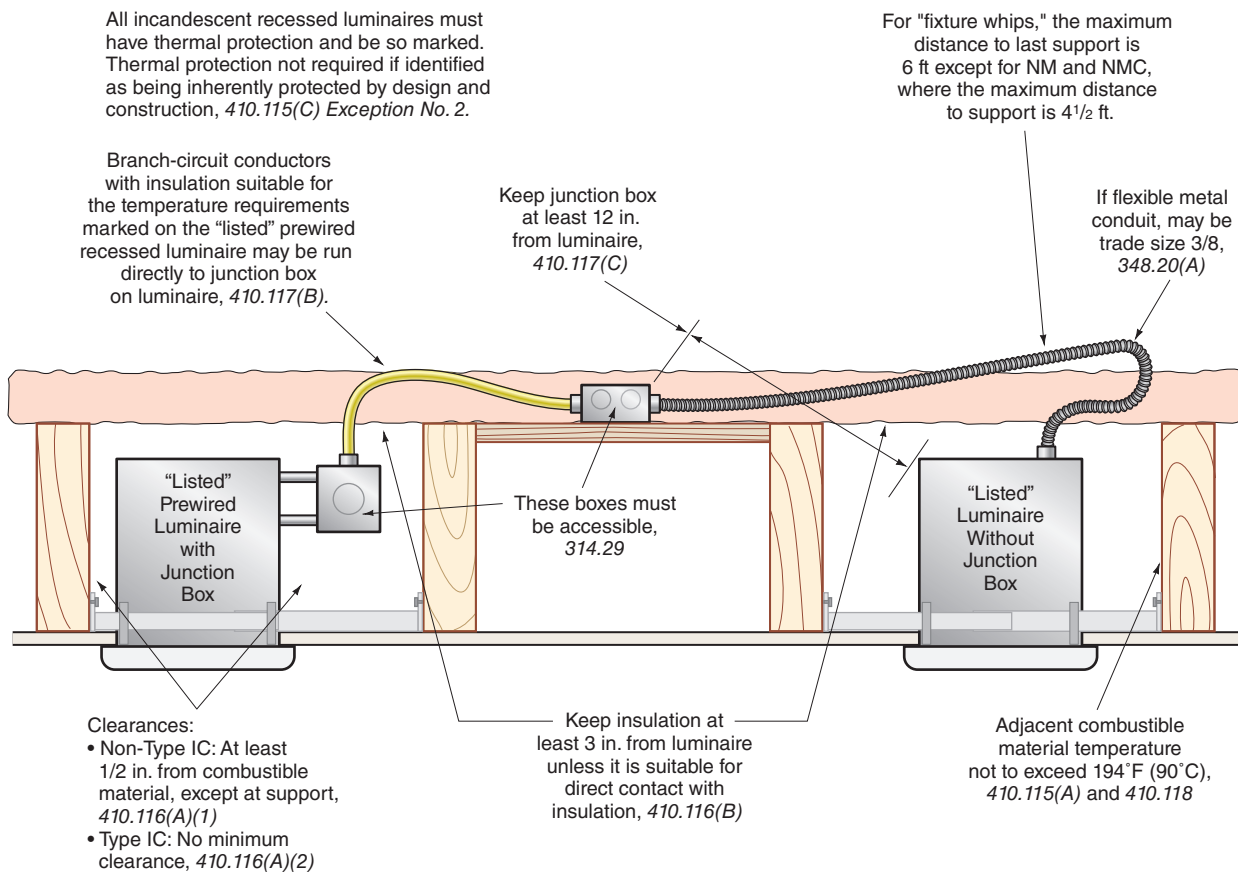 All incandescent recessed luminaires must
have thermal protection and be so marked.
Thermal protection not required if identified
as being inherently protected by design and
construction, 410.115(C) Exception No. 2.
For "fixture whips," the maximum
distance to last support is
6 ft except for NM and NMC,
where the maximum distance
to support is 4 1/2 ft.
Branch-circuit conductors
with insulation suitable for
the temperature requirements
marked on the “listed” prewired
recessed luminaire may be run
directly to junction box
on luminaire, 410.117(B).
Keep junction box
at least 12 in.
from luminaire,
410.117(C)
If flexible metal
conduit, may be
trade size 3/8,
348.20(A)
“Listed”
Prewired
Luminaire
with
Junction
Box
These boxes must
be accessible,
314.29
“Listed”
Luminaire
Without
Junction
Box
Clearances:
• Non-Type IC: At least
1/2 in. from combustible
material, except at support,
410.116(A)(1)
• Type IC: No minimum
clearance, 410.116(A)(2)
Keep insulation at
least 3 in. from luminaire
unless it is suitable for
direct contact with
insulation, 410.116(B)
Adjacent combustible
material temperature
not to exceed 194˚F (90˚C),
410.115(A) and 410.118